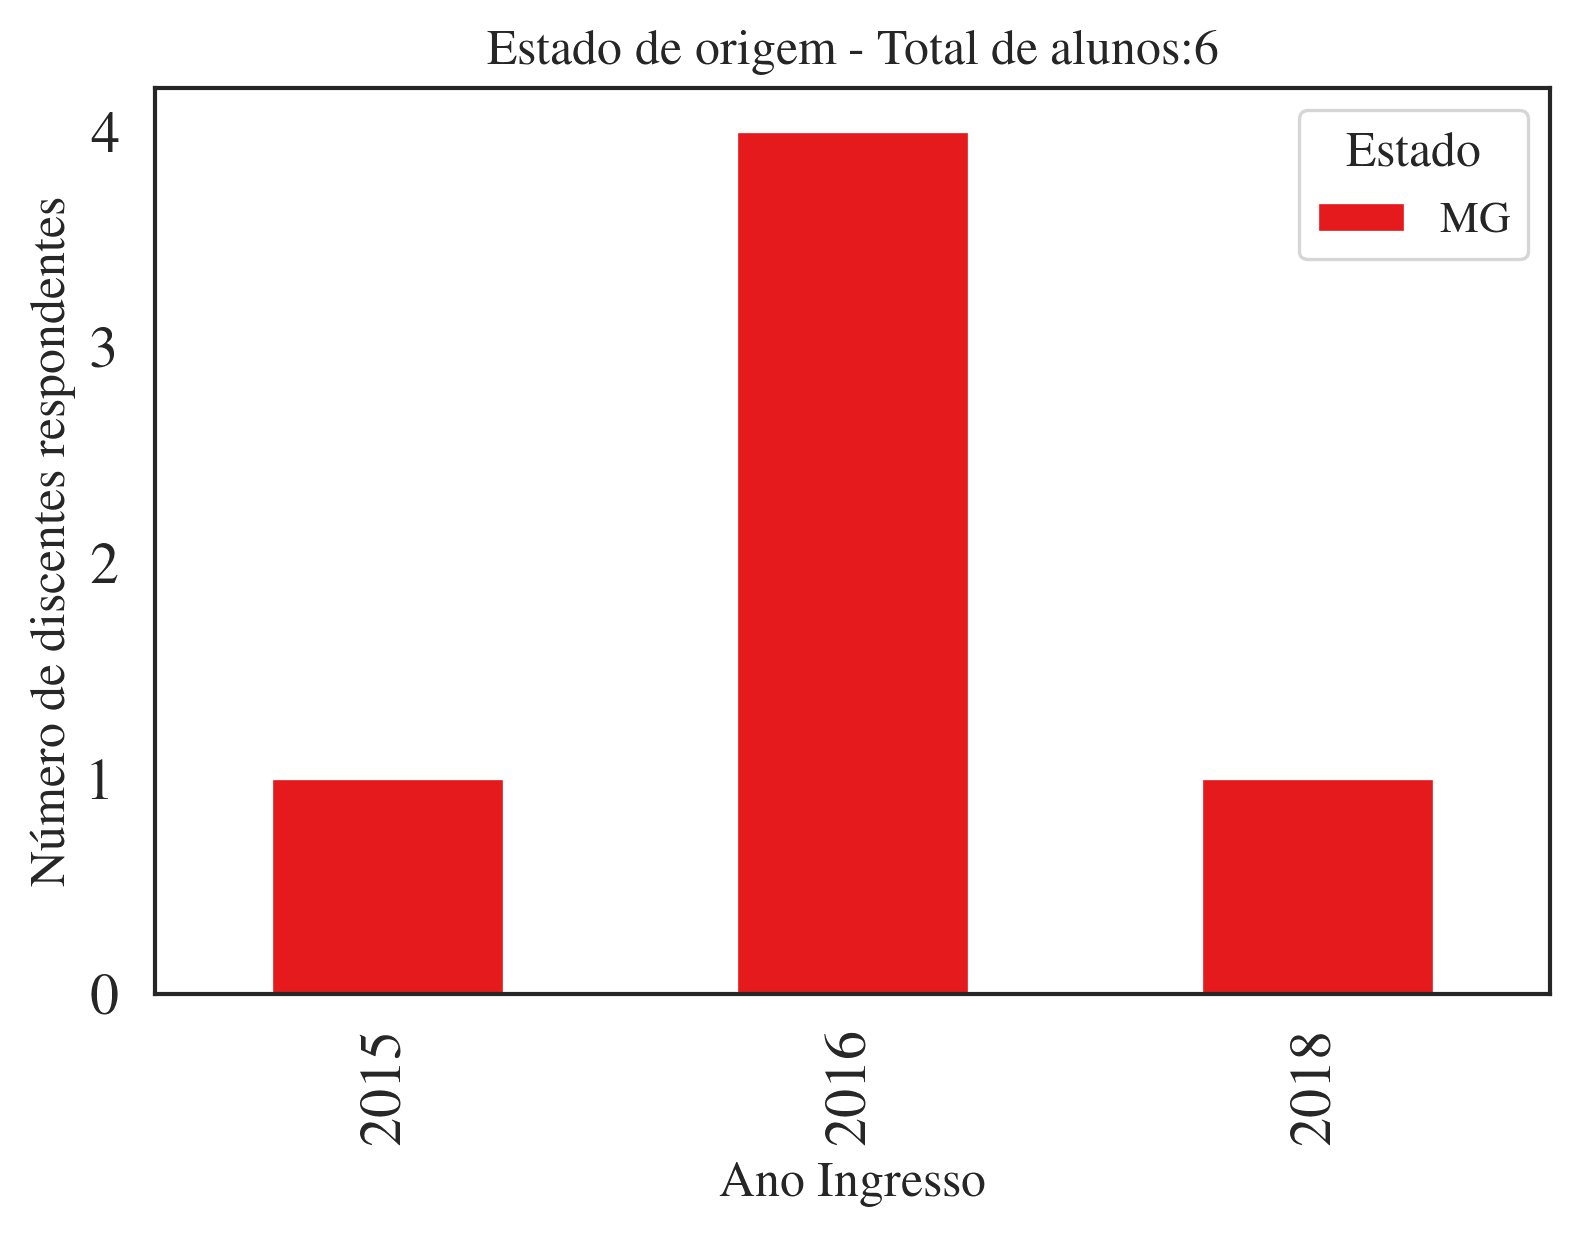 Estado de origem - Total de alunos:6
Estado
MG
Número de discentes respondentes
4
3
2
1
0
2015
2016
2018
Ano Ingresso